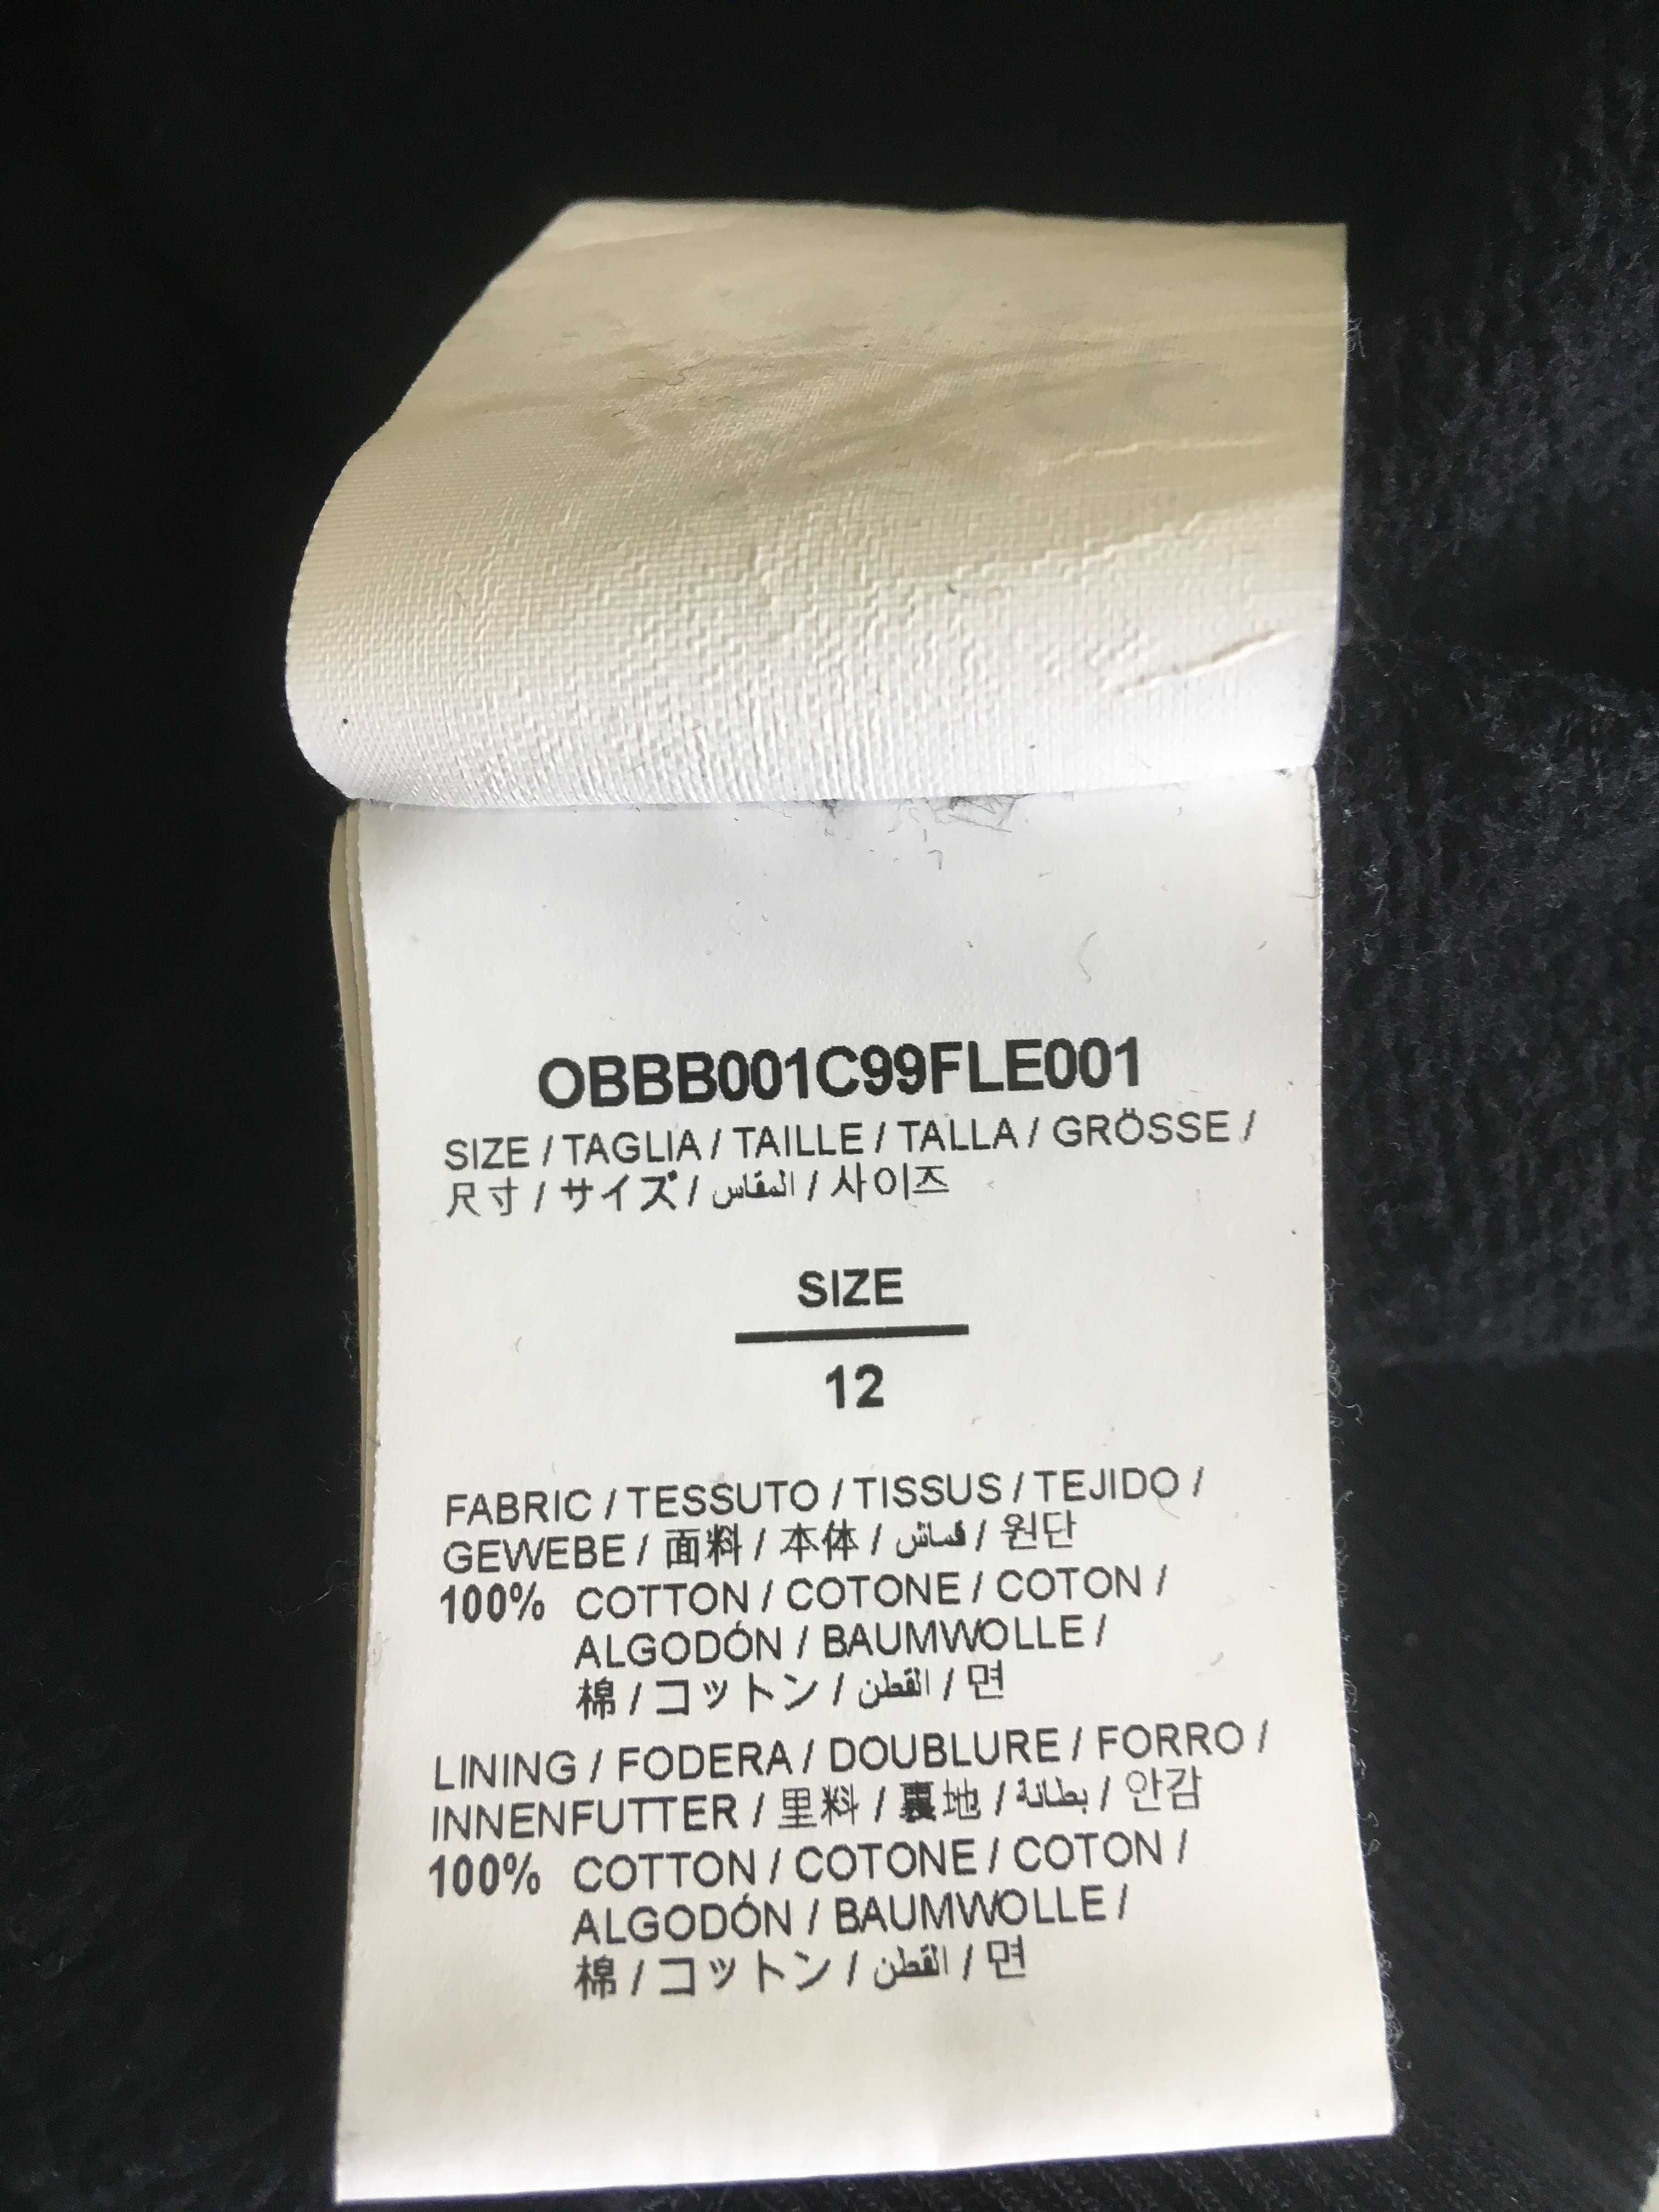 OBBB001C99FLE001
SIZE / TAGLIA / TAILLE / TALLA / GRÖSSE /
尺寸 / サイズ / المقاس / 사이즈
SIZE
12
FABRIC / TESSUTO / TISSUS / TEJIDO /
GEWEBE / 面料 / 本体 / قماش / 원단
100% COTTON / COTONE / COTON /
ALGODÓN / BAUMWOLLE /
棉 / コットン / القطن / 면
LINING / FODERA / DOUBLURE / FORRO /
INNENFUTTER / 里料 / 裏地 / بطانة / 안감
100% COTTON / COTONE / COTON /
ALGODÓN / BAUMWOLLE /
棉 / コットン / القطن / 면